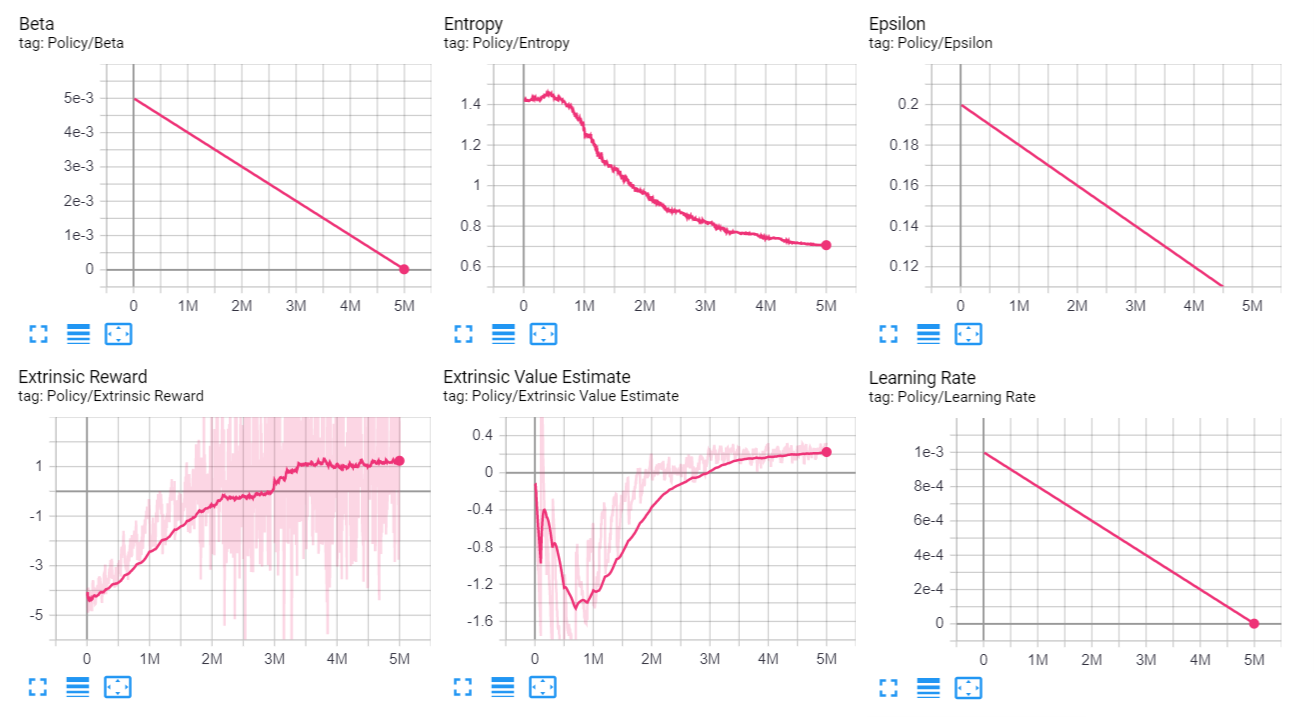 Beta
tag: Policy/Beta
5e-3
4e-3
3e-3
2e-3
1e-3
0
0 1M 2M 3M 4M 5M
Entropy
tag: Policy/Entropy
1.4
1.2
1
0.8
0.6
0 1M 2M 3M 4M 5M
Epsilon
tag: Policy/Epsilon
0.2
0.18
0.16
0.14
0.12
0 1M 2M 3M 4M 5M
Extrinsic Reward
tag: Policy/Extrinsic Reward
1
-1
-3
-5
0 1M 2M 3M 4M 5M
Extrinsic Value Estimate
tag: Policy/Extrinsic Value Estimate
0.4
0
-0.4
-0.8
-1.2
-1.6
0 1M 2M 3M 4M 5M
Learning Rate
tag: Policy/Learning Rate
1e-3
8e-4
6e-4
4e-4
2e-4
0
0 1M 2M 3M 4M 5M